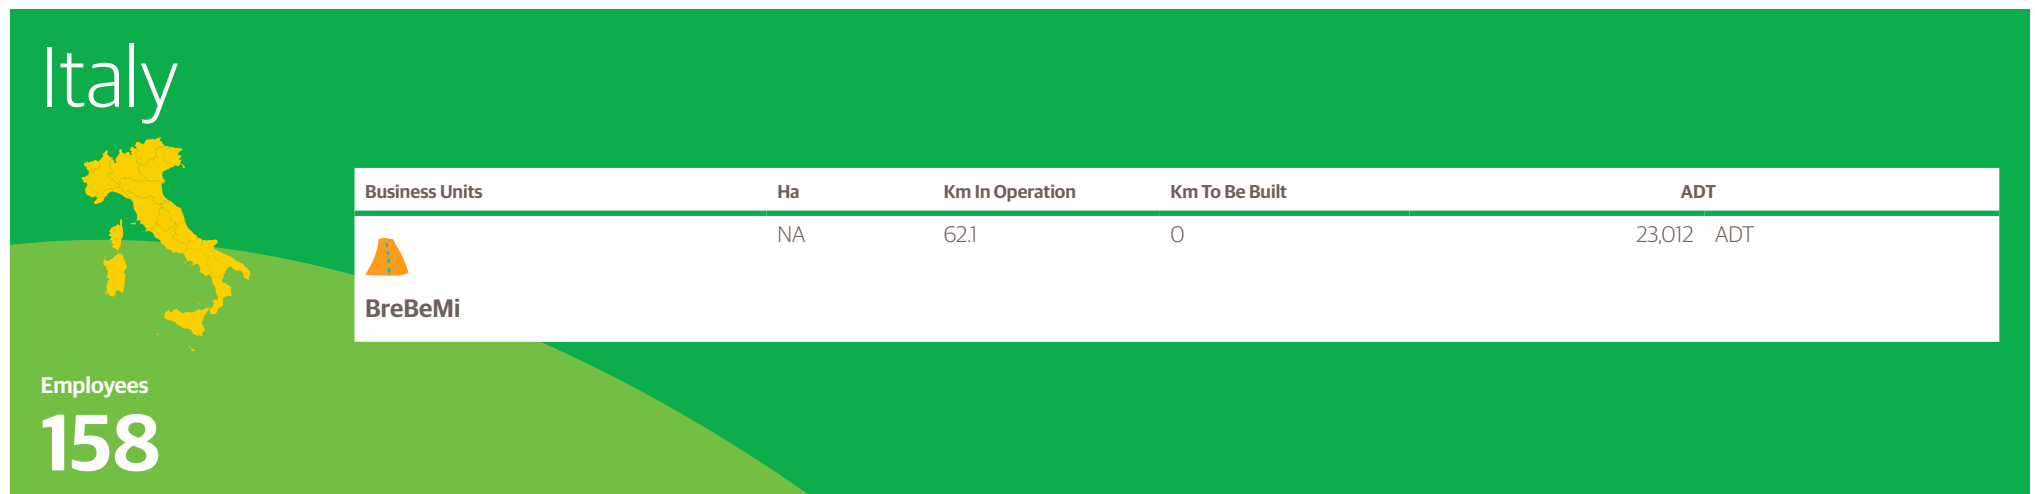 Italy
Business Units Ha Km In Operation Km To Be Built ADT
NA 62.1 0 23,012 ADT
BreBeMi
Employees
158